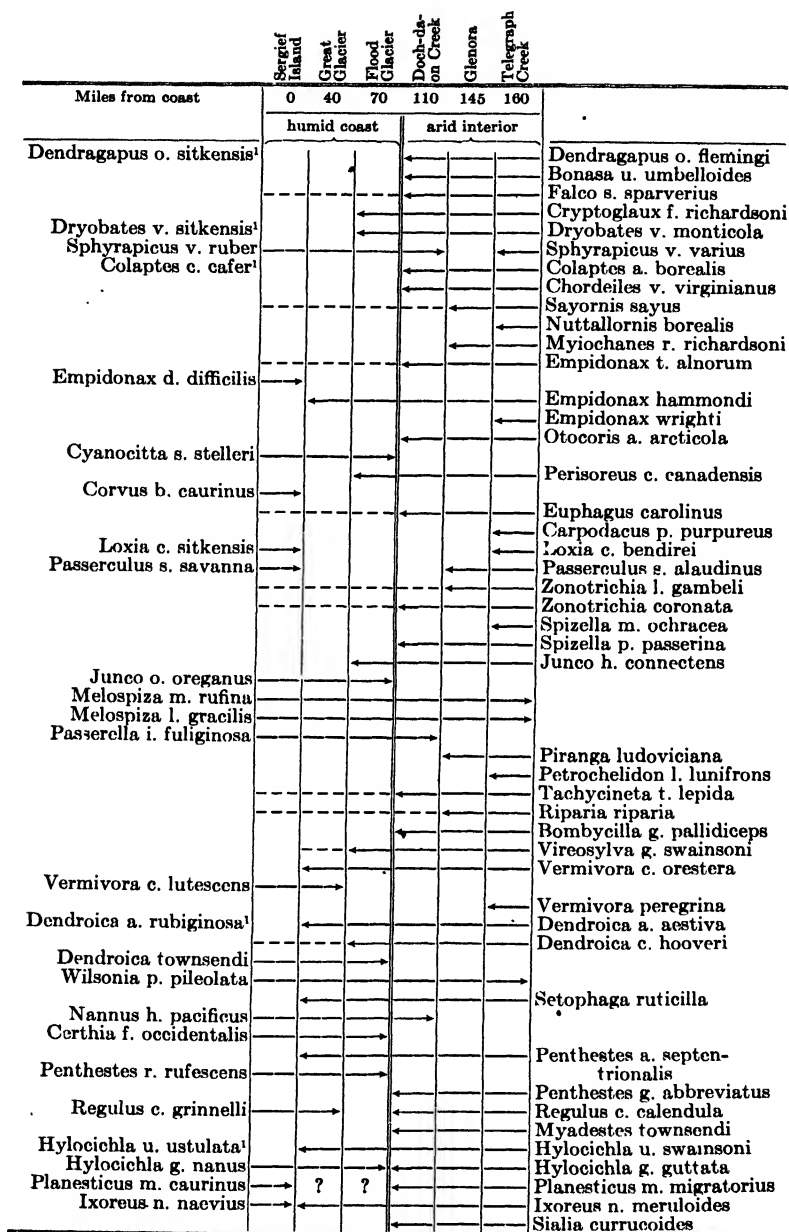 Sergief Island
Great Glacier
Flood Glacier
Doch-da-on Creek
Glenora
Telegraph Creek
Miles from coast 0 40 70 110 145 160
humid coast arid interior
Dendragapus o. sitkensis¹ Dendragapus o. flemingi
Bonasa u. umbelloides
Falco s. sparverius
Cryptoglaux f. richardsoni
Dryobates v. sitkensis¹ Dryobates v. monticola
Sphyrapicus v. ruber Sphyrapicus v. varius
Colaptes c. cafer¹ Colaptes a. borealis
Chordeiles v. virginianus
Sayornis sayus
Nuttallornis borealis
Myiochanes r. richardsoni
Empidonax t. alnorum
Empidonax d. difficilis
Empidonax hammondi
Empidonax wrighti
Otocoris a. arcticola
Cyanocitta s. stelleri
Perisoreus c. canadensis
Corvus b. caurinus
Euphagus carolinus
Carpodacus p. purpureus
Loxia c. sitkensis Loxia c. bendirei
Passerculus s. savanna Passerculus s. alaudinus
Zonotrichia l. gambeli
Zonotrichia coronata
Spizella m. ochracea
Spizella p. passerina
Junco h. connectens
Junco o. oreganus
Melospiza m. rufina
Melospiza l. gracilis
Passerella i. fuliginosa
Piranga ludoviciana
Petrochelidon l. lunifrons
Tachycineta t. lepida
Riparia riparia
Bombycilla g. pallidiceps
Vireosylva g. swainsoni
Vermivora c. orestera
Vermivora c. lutescens
Vermivora peregrina
Dendroica a. rubiginosa¹ Dendroica a. aestiva
Dendroica c. hooveri
Dendroica townsendi
Wilsonia p. pileolata
Setophaga ruticilla
Nannus h. pacificus
Certhia f. occidentalis
Penthestes a. septen-
trionalis
Penthestes r. rufescens
Penthestes g. abbreviatus
Regulus c. grinnelli Regulus c. calendula
Myadestes townsendi
Hylocichla u. ustulata¹ Hylocichla u. swainsoni
Hylocichla g. nanus Hylocichla g. guttata
Planesticus m. caurinus ? ? Planesticus m. migratorius
Ixoreus n. naevius Ixoreus n. meruloides
Sialia currucoides